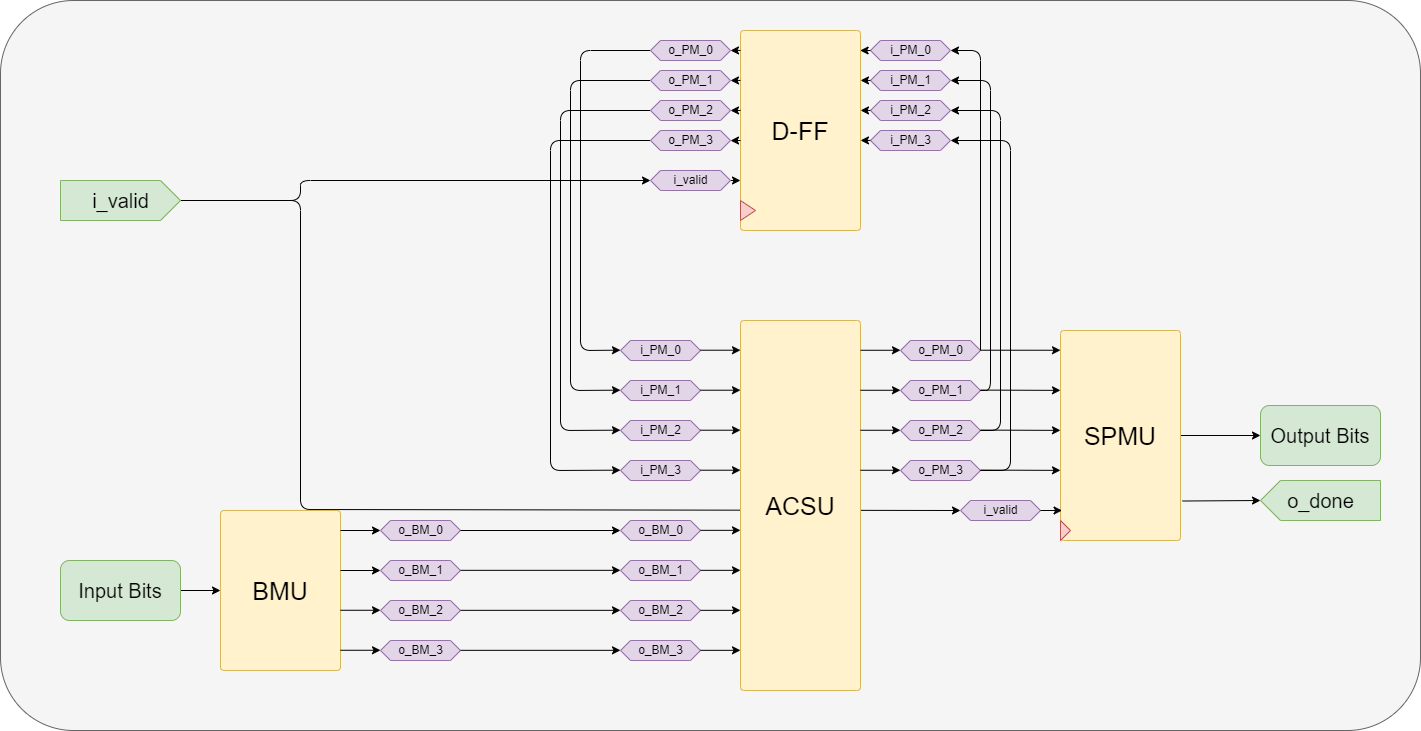 o_PM_0
i_PM_0
o_PM_1
i_PM_1
o_PM_2
i_PM_2
D-FF
o_PM_3
i_PM_3
i_valid
i_valid
i_PM_0
o_PM_0
i_PM_1
o_PM_1
i_PM_2
o_PM_2
SPMU
Output Bits
i_PM_3
o_PM_3
o_done
ACSU
i_valid
o_BM_0
o_BM_0
o_BM_1
o_BM_1
Input Bits
BMU
o_BM_2
o_BM_2
o_BM_3
o_BM_3